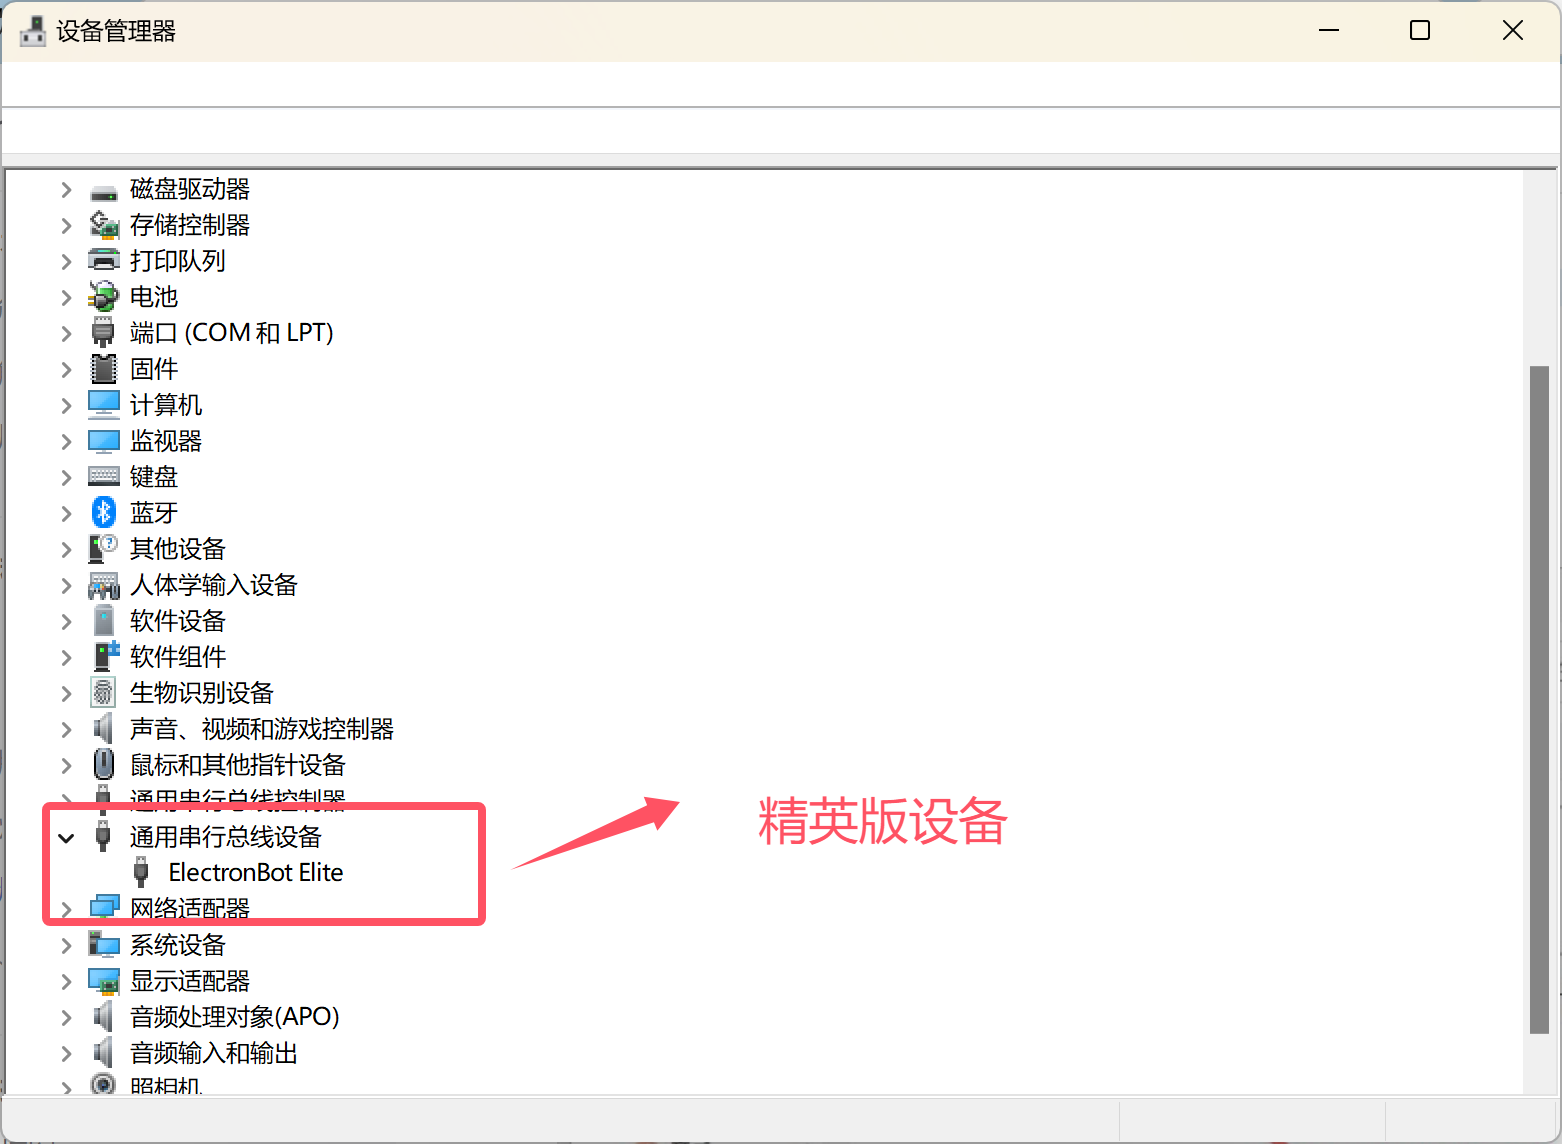 设备管理器
磁盘驱动器
存储控制器
打印队列
电池
端口 (COM 和 LPT)
固件
计算机
监视器
键盘
蓝牙
其他设备
人体学输入设备
软件设备
软件组件
生物识别设备
声音、视频和游戏控制器
鼠标和其他指针设备
通用串行总线控制器
通用串行总线设备
ElectronBot Elite
精英版设备
网络适配器
系统设备
显示适配器
音频处理对象(APO)
音频输入和输出
照相机